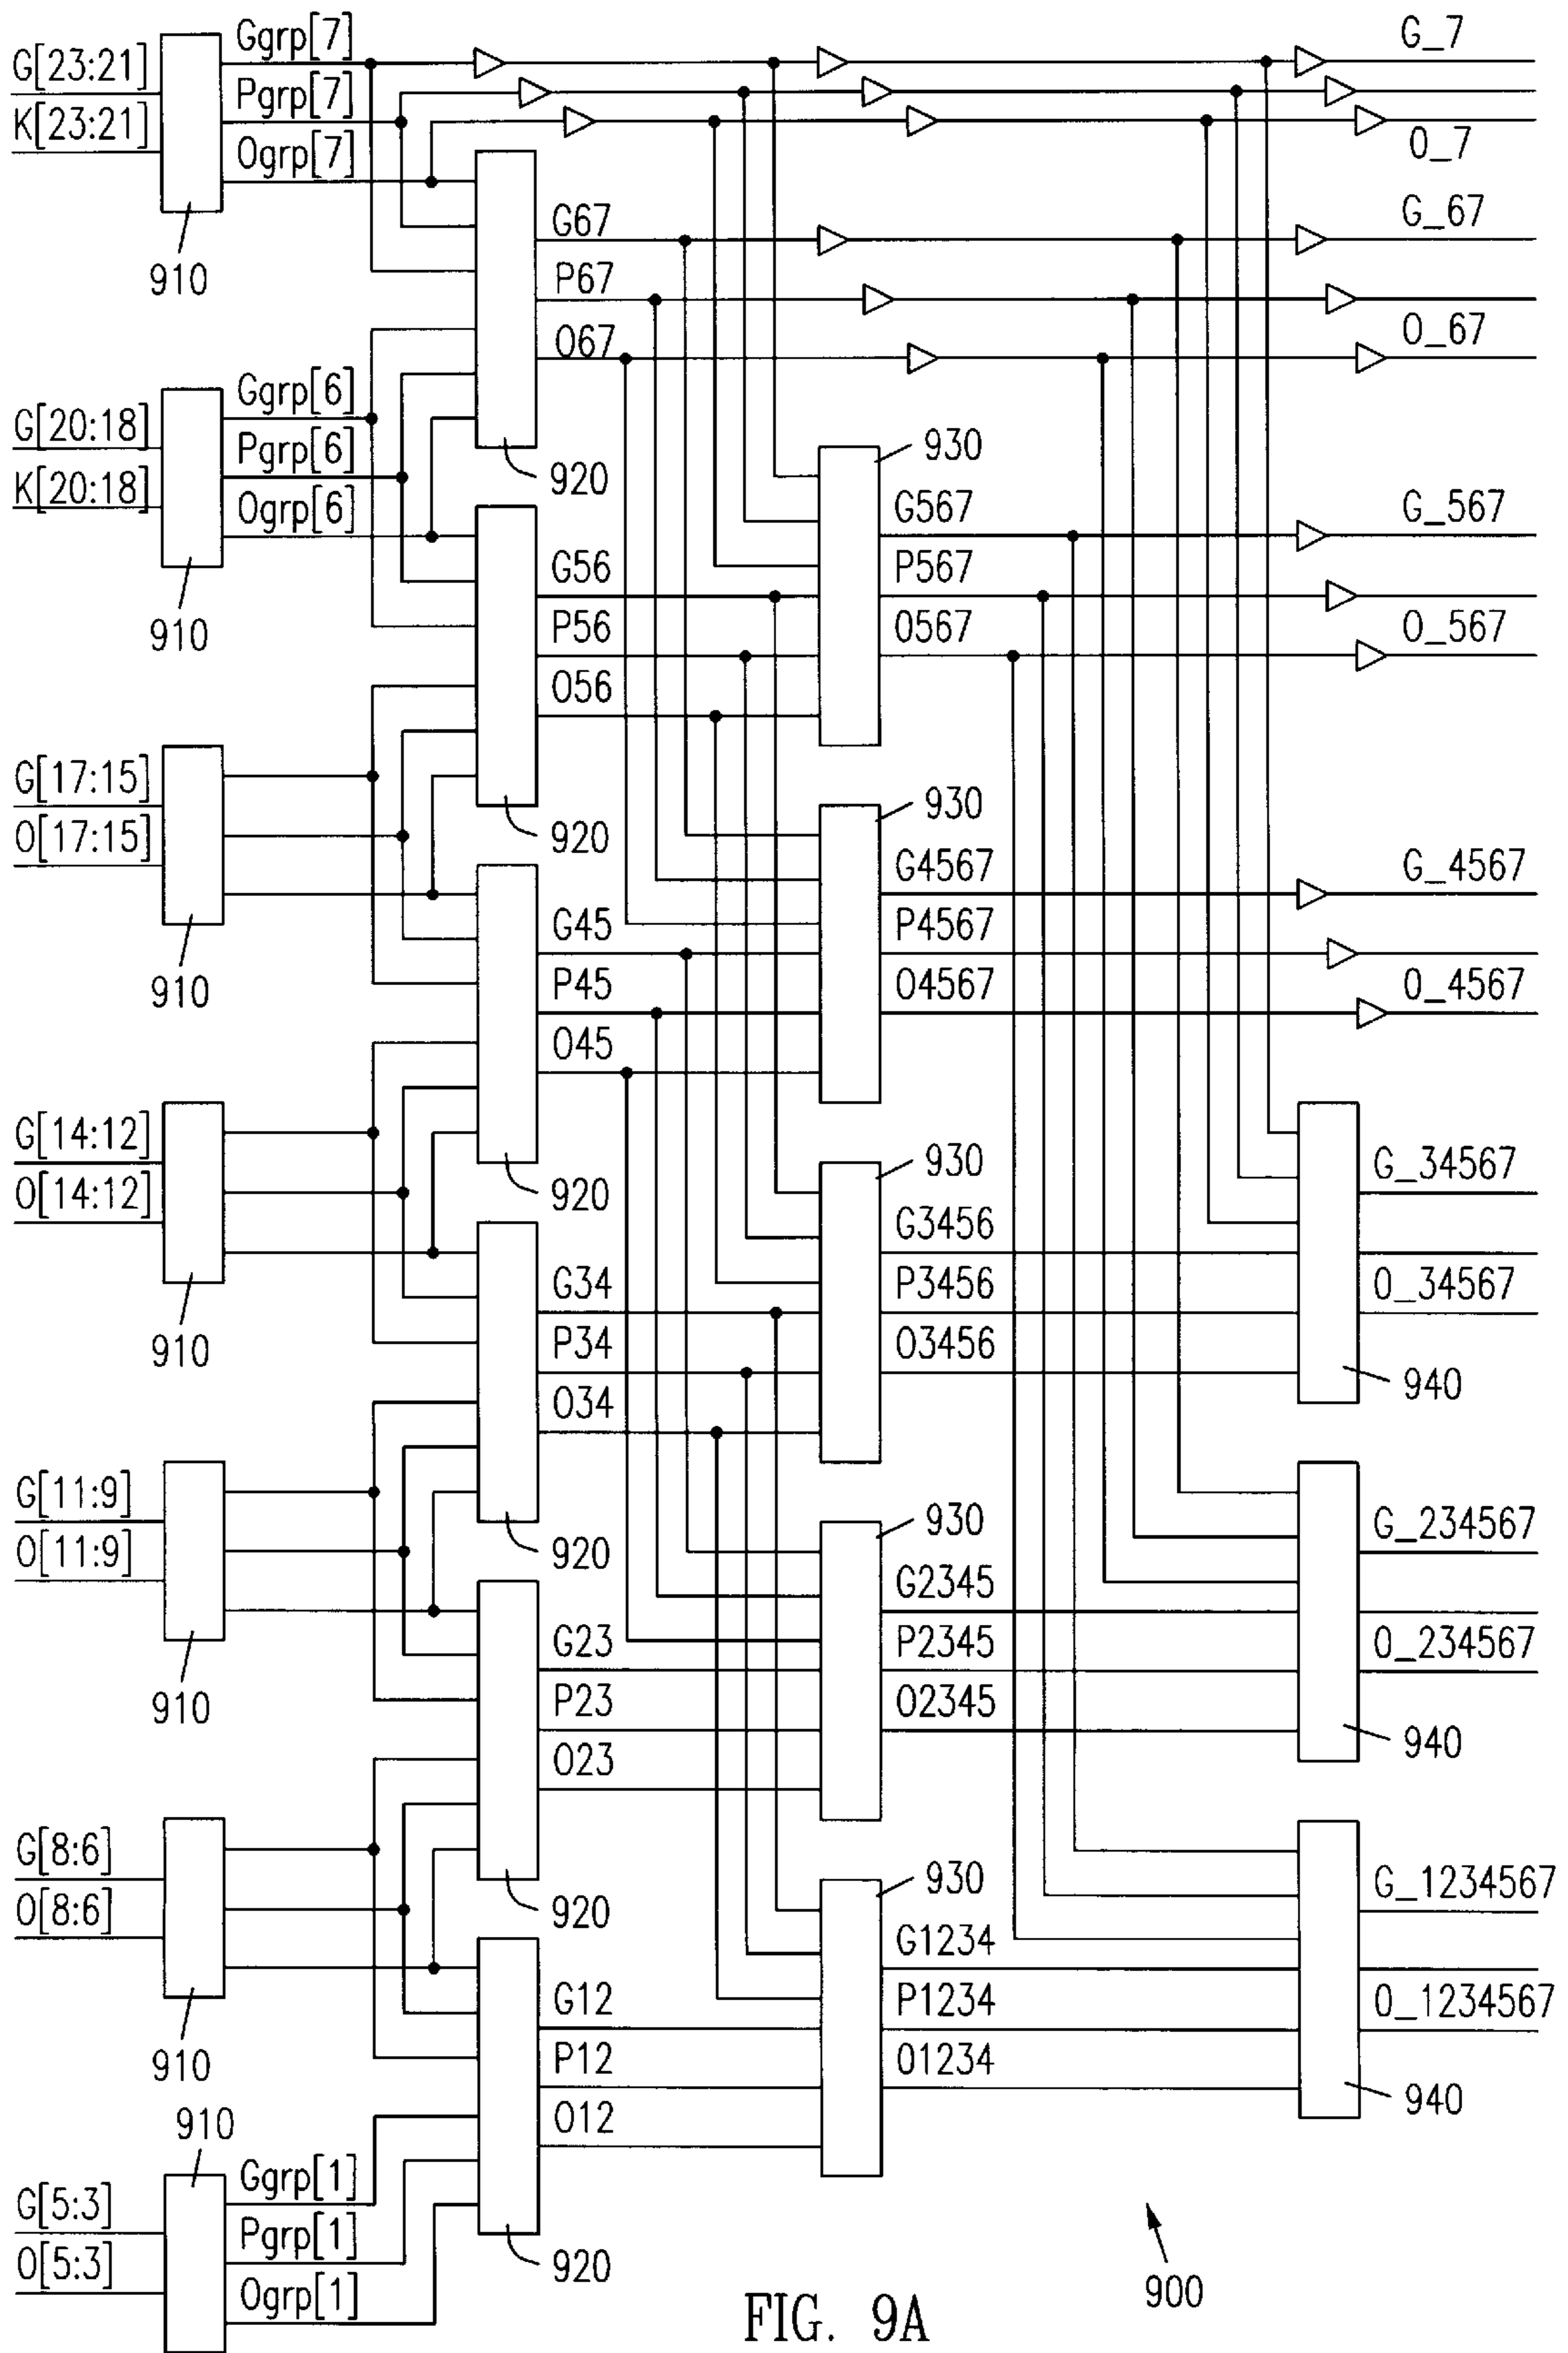 Ggrp[7]
G_7
G[23:21]
Pgrp[7]
K[23:21]
Ogrp[7]
O_7
910
G67
G_67
P67
O67
O_67
Ggrp[6]
G[20:18]
Pgrp[6]
K[20:18]
Ogrp[6]
920
930
G567
G_567
G56
P567
910
P56
O567
O_567
O56
G[17:15]
O[17:15]
920
930
G4567
G_4567
G45
P4567
910
P45
O4567
O_4567
O45
G[14:12]
O[14:12]
920
930
G_34567
G3456
G34
P3456
O_34567
910
P34
O3456
940
O34
G[11:9]
O[11:9]
920
930
G_234567
G2345
G23
P2345
O_234567
910
P23
O2345
940
O23
G[8:6]
O[8:6]
920
930
G_1234567
G1234
G12
P1234
O_1234567
910
P12
O1234
940
910
O12
Ggrp[1]
G[5:3]
Pgrp[1]
O[5:3]
920
Ogrp[1]
900
FIG. 9A